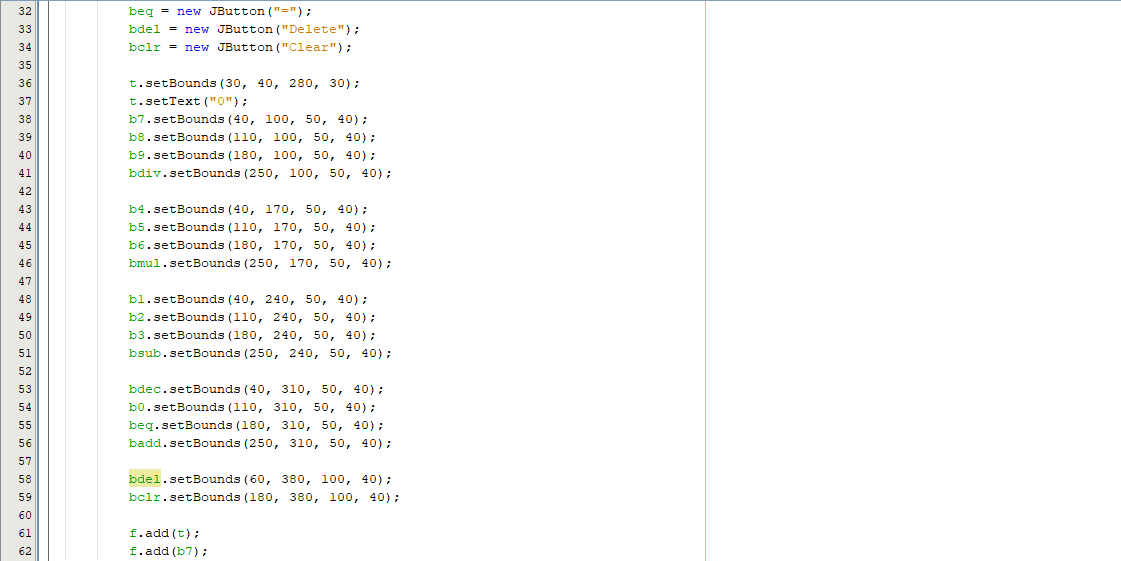 32 beq = new JButton("=");
33 bdel = new JButton("Delete");
34 bclr = new JButton("Clear");
35
36 t.setBounds(30, 40, 280, 30);
37 t.setText("0");
38 b7.setBounds(40, 100, 50, 40);
39 b8.setBounds(110, 100, 50, 40);
40 b9.setBounds(180, 100, 50, 40);
41 bdiv.setBounds(250, 100, 50, 40);
42
43 b4.setBounds(40, 170, 50, 40);
44 b5.setBounds(110, 170, 50, 40);
45 b6.setBounds(180, 170, 50, 40);
46 bmul.setBounds(250, 170, 50, 40);
47
48 b1.setBounds(40, 240, 50, 40);
49 b2.setBounds(110, 240, 50, 40);
50 b3.setBounds(180, 240, 50, 40);
51 bsub.setBounds(250, 240, 50, 40);
52
53 bdec.setBounds(40, 310, 50, 40);
54 b0.setBounds(110, 310, 50, 40);
55 beq.setBounds(180, 310, 50, 40);
56 badd.setBounds(250, 310, 50, 40);
57
58 bdel.setBounds(60, 380, 100, 40);
59 bclr.setBounds(180, 380, 100, 40);
60
61 f.add(t);
62 f.add(b7);